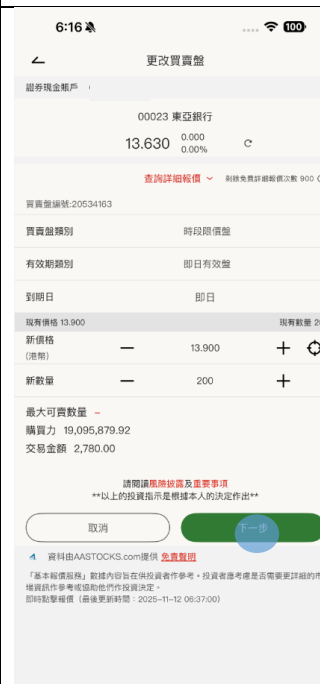 6:16
100
更改買賣盤
證券現金賬戶
00023 東亞銀行
13.630 0.000 0.00%
查詢詳細報價 剩餘免費詳細報價次數 900
買賣盤編號:20534163
買賣盤類別 時段限價盤
有效期類別 即日有效盤
到期日 即日
現有價格 13.900 現有數量 20
新價格 13.900
(港幣)
新數量 200
最大可賣數量 –
購買力 19,095,879.92
交易金額 2,780.00
請閱讀風險披露及重要事項
**以上的投資指示是根據本人的決定作出**
取消 下一步
資料由AASTOCKS.com提供 免責聲明
「基本報價服務」數據內容旨在供投資者作參考。投資者應考慮是否需要更詳細的市
場資訊作參考或協助他們作投資決定。
即時點擊報價 (最後更新時間：2025-11-12 06:37:00)